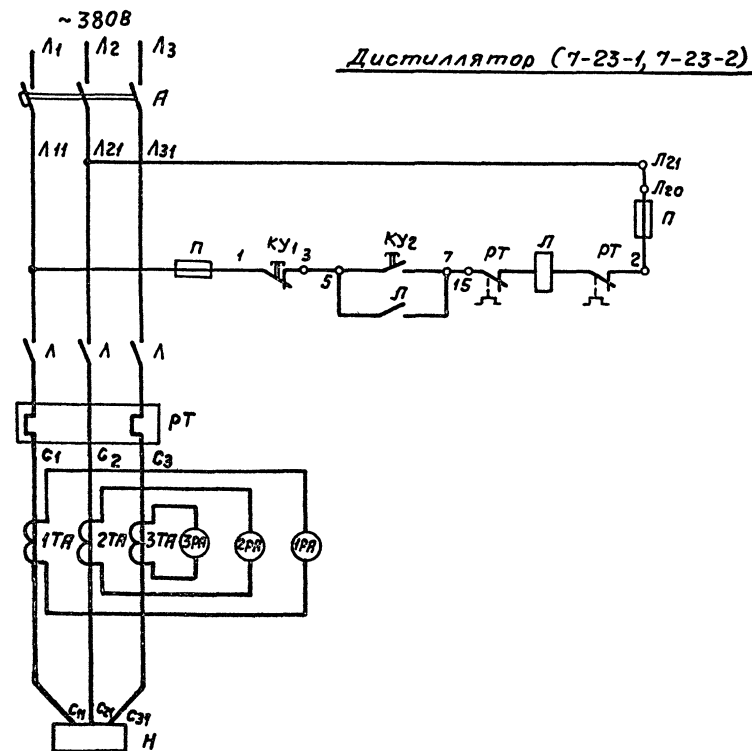 ~380В
Л1 Л2 Л3
Дистиллятор (7-23-1, 7-23-2)
А
Л11 Л21 Л31
Л21
Л20
П
П 1 КУ1 3 5 КУ2 7 15 РТ Л РТ 2
Л
Л Л Л
РТ
С1 С2 С3
1ТА 2ТА 3ТА 3РА 2РА 1РА
С11 С21 С31
Н